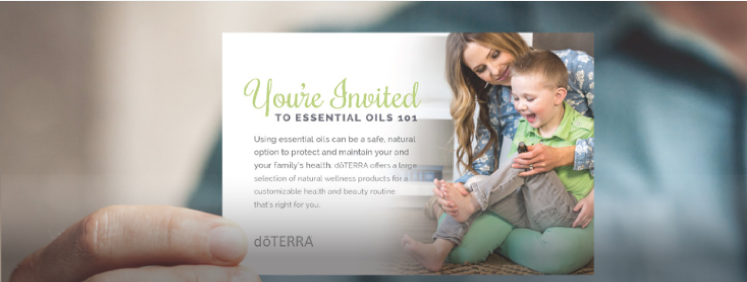 You're Invited
TO ESSENTIAL OILS 101
Using essential oils can be a safe, natural
option to protect and maintain your and
your family's health. dōTERRA offers a large
selection of natural wellness products for a
customizable health and beauty routine
that's right for you.
dōTERRA